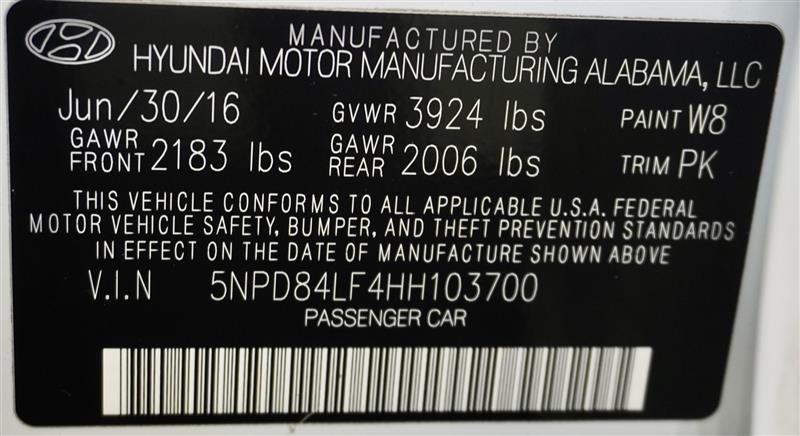 MANUFACTURED BY
HYUNDAI MOTOR MANUFACTURING ALABAMA, LLC
Jun/30/16 GVWR 3924 lbs PAINT W8
GAWR FRONT 2183 lbs GAWR REAR 2006 lbs TRIM PK
THIS VEHICLE CONFORMS TO ALL APPLICABLE U.S.A. FEDERAL
MOTOR VEHICLE SAFETY, BUMPER, AND THEFT PREVENTION STANDARDS
IN EFFECT ON THE DATE OF MANUFACTURE SHOWN ABOVE
V.I.N 5NPD84LF4HH103700
PASSENGER CAR